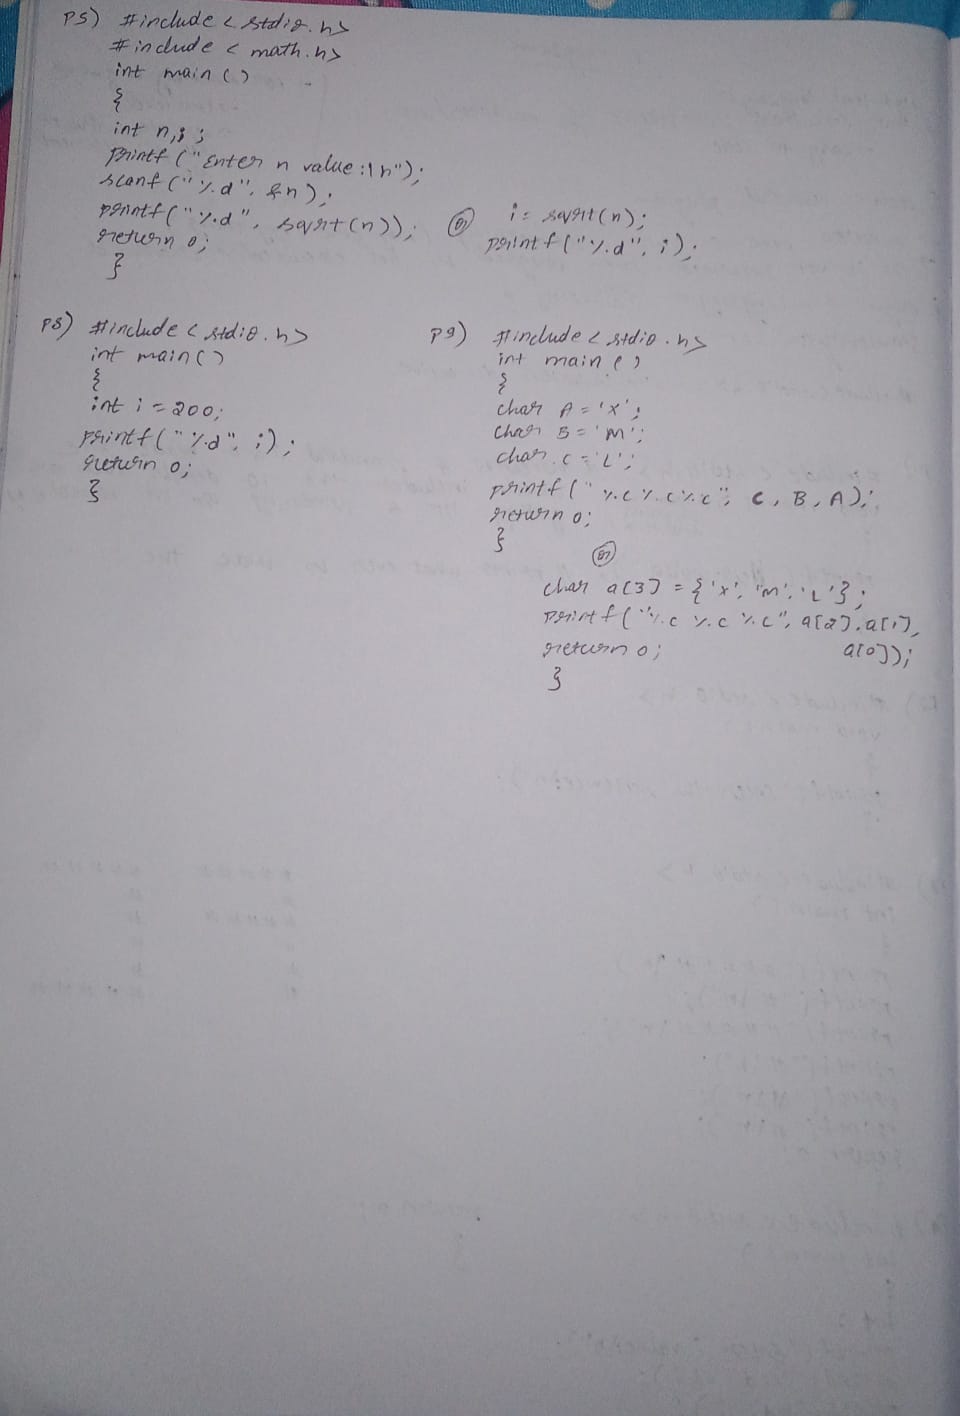 P5) #include < stdio.h>
#include < math.h>
int main ()
{
int n,i ;
printf ("Enter n value :\n");
scanf ("%d", &n);
printf ("%d", sqrt(n)); or i = sqrt(n);
return 0; printf ("%d", i);
}
P8) #include < stdio.h>
int main ()
{
int i = 200;
printf ("%d", i);
return 0;
}
P9) #include < stdio.h>
int main ()
{
char A = 'X';
char B = 'M';
char C = 'L';
printf ("%c %c %c", C, B, A);
return 0;
}
or
char a[3] = {'X', 'M', 'L'};
printf ("%c %c %c", a[2], a[1],
a[0]);
return 0;
}